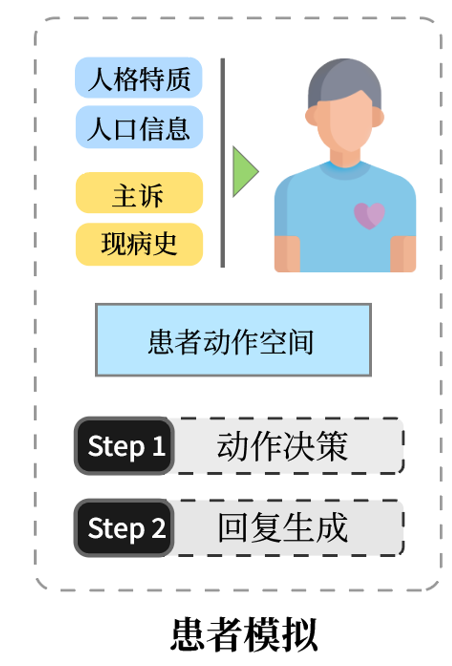 人格特质
人口信息
主诉
现病史
患者动作空间
Step 1 动作决策
Step 2 回复生成
患者模拟